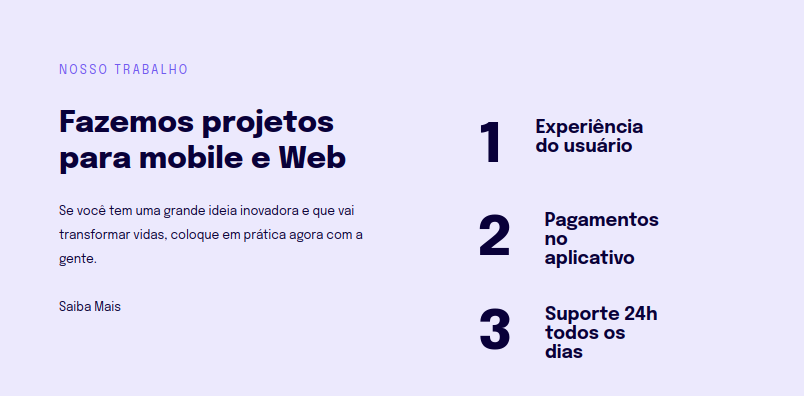 NOSSO TRABALHO
Fazemos projetos
para mobile e Web
Se você tem uma grande ideia inovadora e que vai
transformar vidas, coloque em prática agora com a
gente.
Saiba Mais
1
Experiência
do usuário
2
Pagamentos
no
aplicativo
3
Suporte 24h
todos os
dias